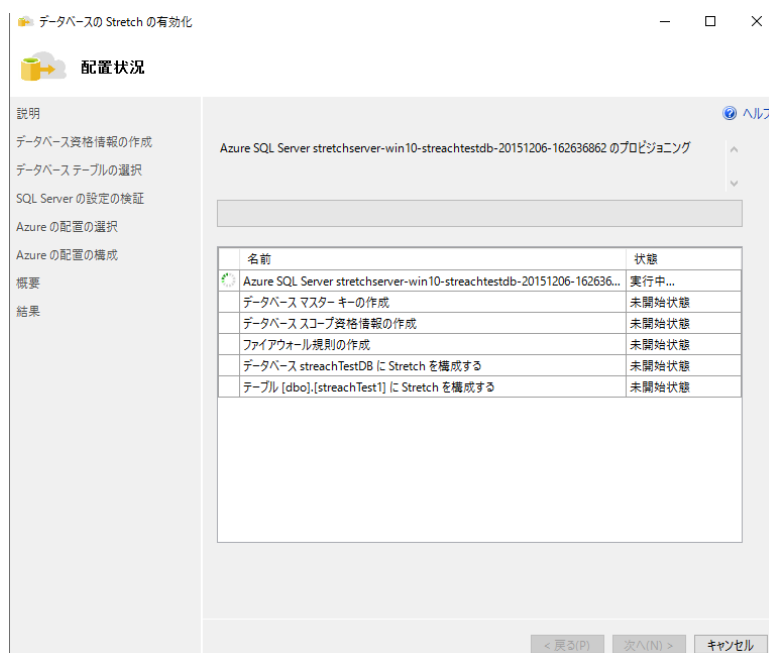 データベースの Stretch の有効化
配置状況
説明
データベース資格情報の作成
データベース テーブルの選択
SQL Server の設定の検証
Azure の配置の選択
Azure の配置の構成
概要
結果
ヘルプ
Azure SQL Server stretchserver-win10-streachtestdb-20151206-162636862 のプロビジョニング
名前 状態
Azure SQL Server stretchserver-win10-streachtestdb-20151206-162636... 実行中...
データベース マスター キーの作成 未開始状態
データベース スコープ資格情報の作成 未開始状態
ファイアウォール規則の作成 未開始状態
データベース streachTestDB に Stretch を構成する 未開始状態
テーブル [dbo].[streachTest1] に Stretch を構成する 未開始状態
< 戻る(P) 次へ(N) > キャンセル